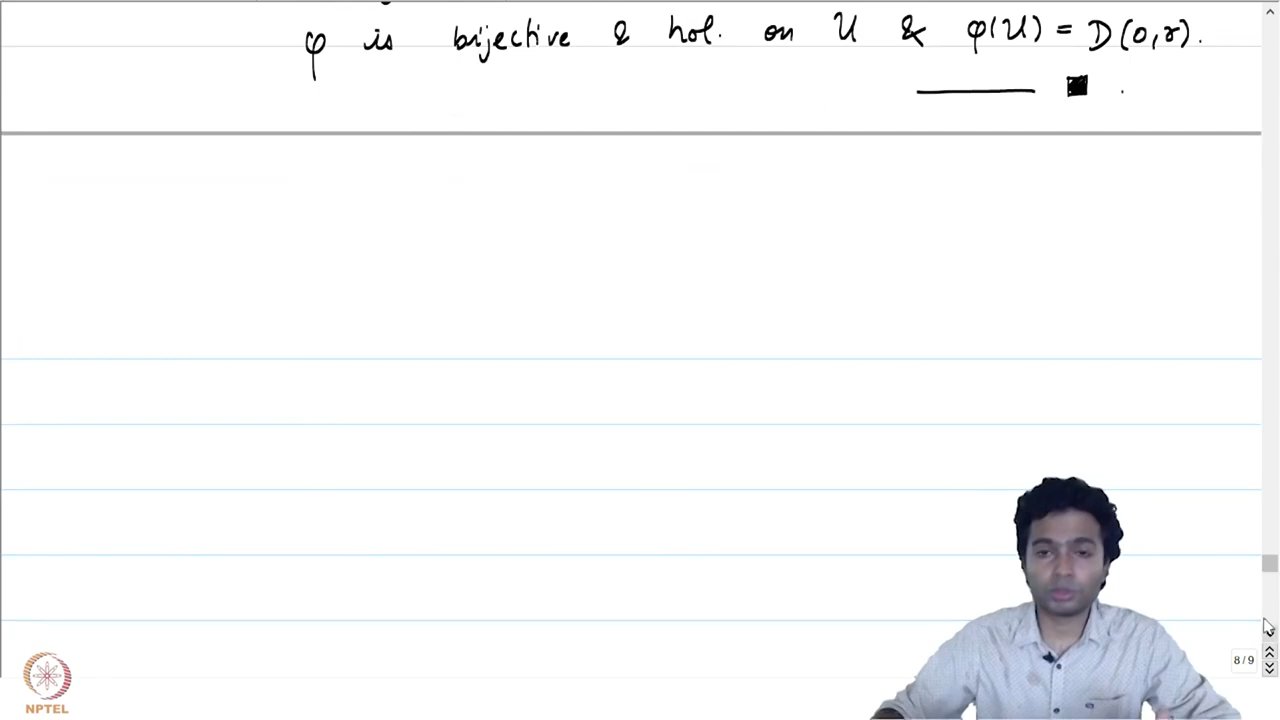 φ is bijective & hol. on U & φ(U) = D(0,r).
8 / 9
NPTEL